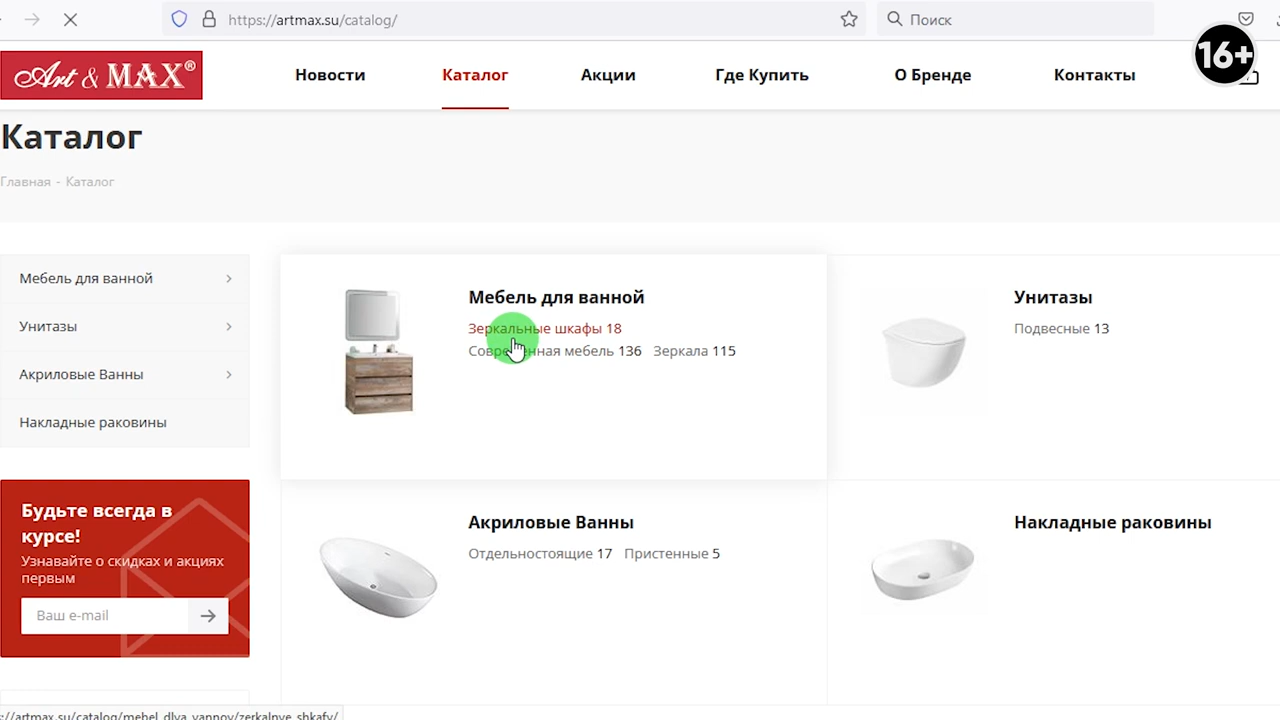 https://artmax.su/catalog/
Поиск
16+
Art & MAX®
Новости
Каталог
Акции
Где Купить
О Бренде
Контакты
Каталог
Главная - Каталог
Мебель для ванной
Унитазы
Акриловые Ванны
Накладные раковины
Мебель для ванной
Зеркальные шкафы 18
Современная мебель 136 Зеркала 115
Унитазы
Подвесные 13
Акриловые Ванны
Отдельностоящие 17 Пристенные 5
Накладные раковины
Будьте всегда в
курсе!
Узнавайте о скидках и акциях
первым
Ваш e-mail
://artmax.su/catalog/mebel_dlya_vannoy/zerkalnye_shkafy/